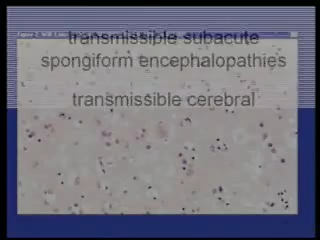 transmissible subacute
spongiform encephalopathies
transmissible cerebral